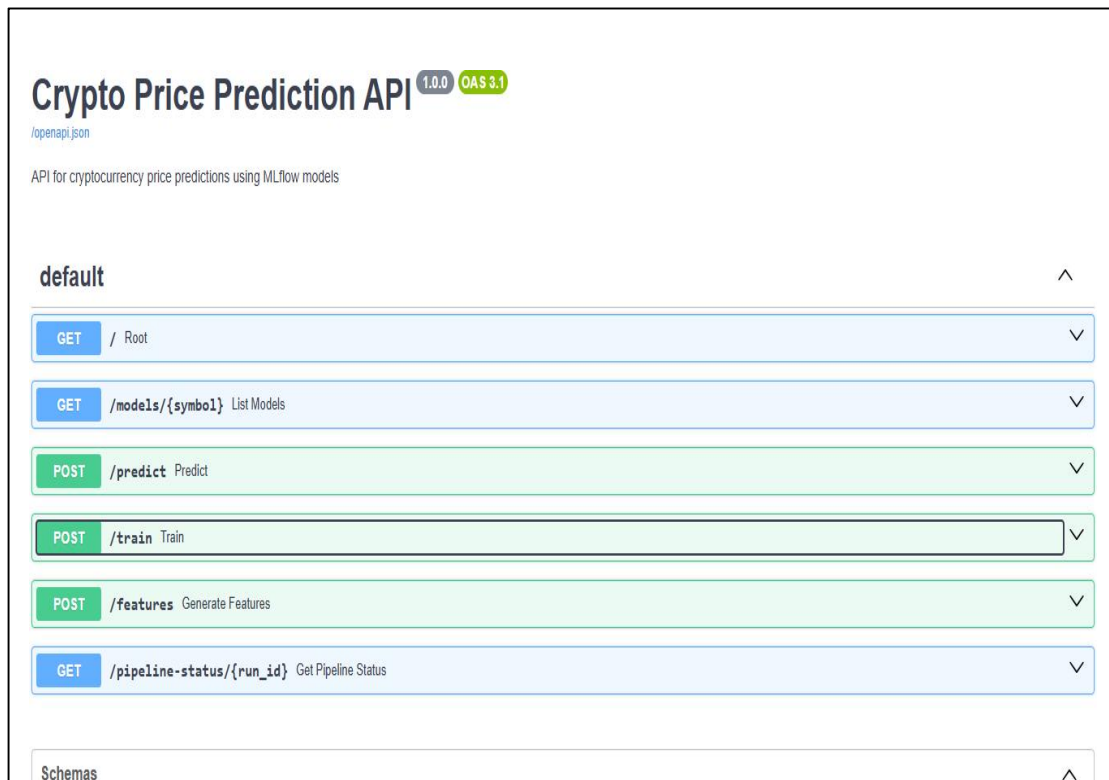 Crypto Price Prediction API 1.0.0 OAS 3.1
/openapi.json
API for cryptocurrency price predictions using MLflow models
default
GET / Root
GET /models/{symbol} List Models
POST /predict Predict
POST /train Train
POST /features Generate Features
GET /pipeline-status/{run_id} Get Pipeline Status
Schemas